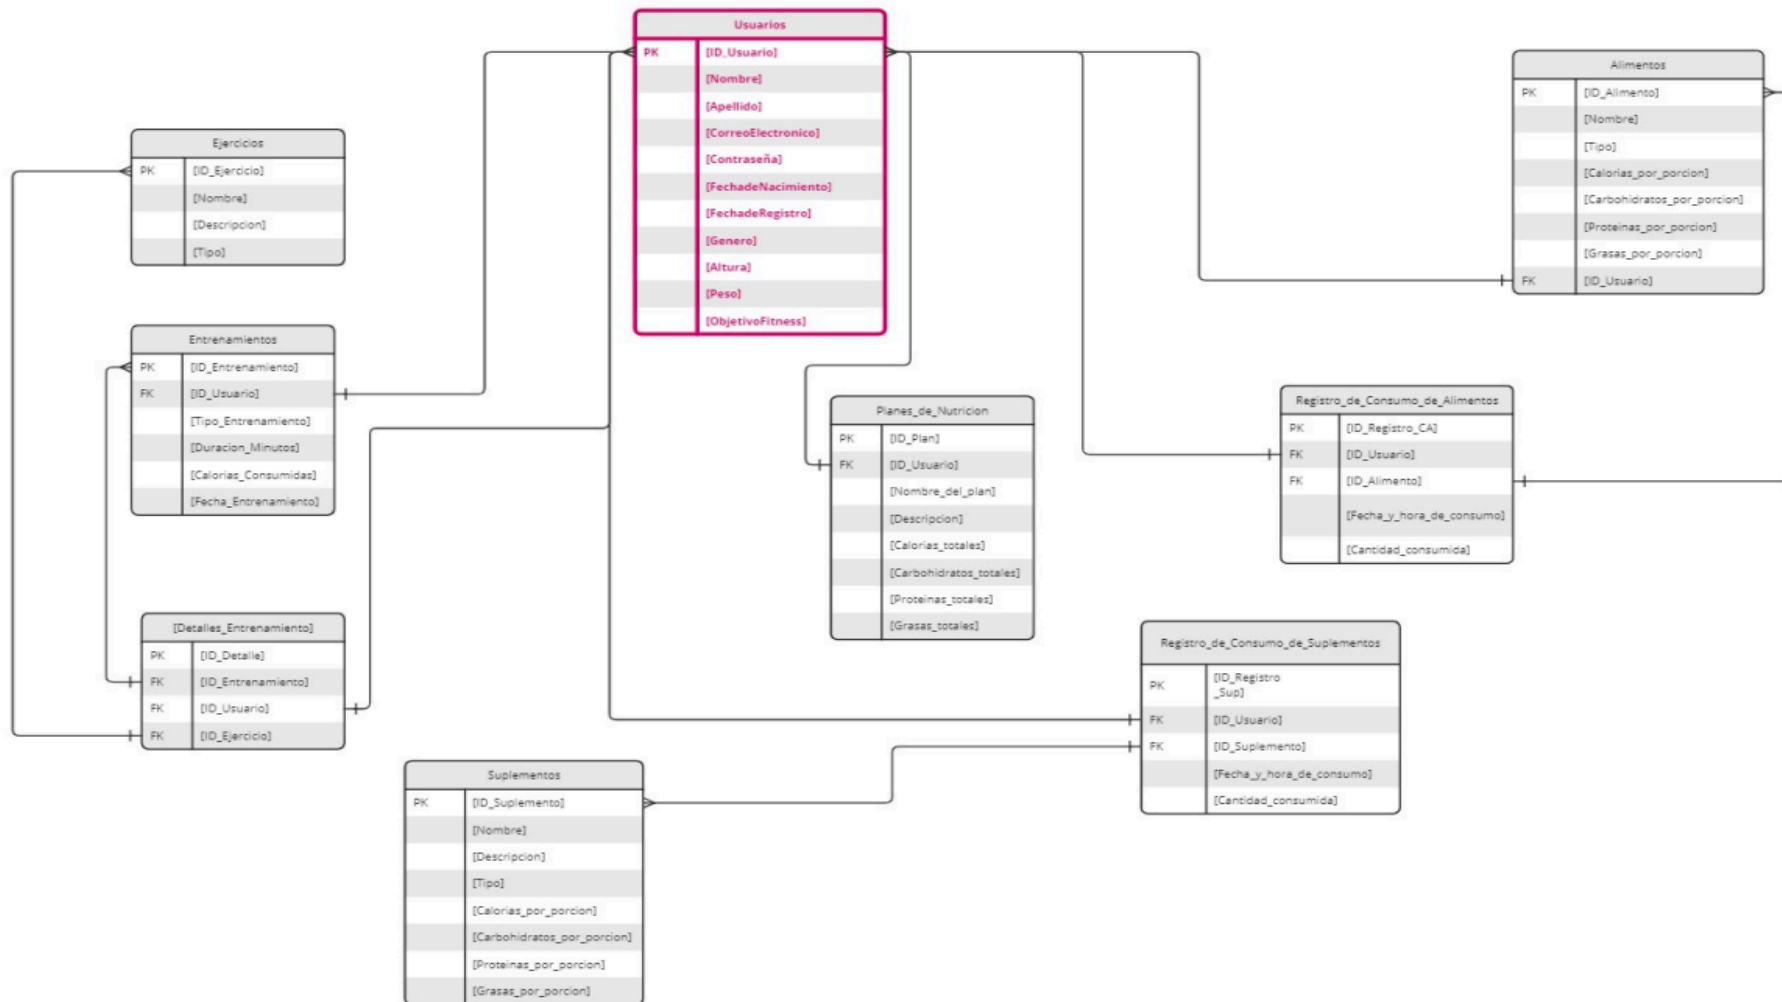 Usuarios
PK [ID_Usuario]
[Nombre]
[Apellido]
[CorreoElectronico]
[Contraseña]
[FechadeNacimiento]
[FechadeRegistro]
[Genero]
[Altura]
[Peso]
[ObjetivoFitness]
Alimentos
PK [ID_Alimento]
[Nombre]
[Tipo]
[Calorias_por_porcion]
[Carbohidratos_por_porcion]
[Proteinas_por_porcion]
[Grasas_por_porcion]
FK [ID_Usuario]
Ejercicios
PK [ID_Ejercicio]
[Nombre]
[Descripcion]
[Tipo]
Entrenamientos
PK [ID_Entrenamiento]
FK [ID_Usuario]
[Tipo_Entrenamiento]
[Duracion_Minutos]
[Calorias_Consumidas]
[Fecha_Entrenamiento]
Planes_de_Nutricion
PK [ID_Plan]
FK [ID_Usuario]
[Nombre_del_plan]
[Descripcion]
[Calorias_totales]
[Carbohidratos_totales]
[Proteinas_totales]
[Grasas_totales]
Registro_de_Consumo_de_Alimentos
PK [ID_Registro_CA]
FK [ID_Usuario]
FK [ID_Alimento]
[Fecha_y_hora_de_consumo]
[Cantidad_consumida]
[Detalles_Entrenamiento]
PK [ID_Detalle]
FK [ID_Entrenamiento]
FK [ID_Usuario]
FK [ID_Ejercicio]
Registro_de_Consumo_de_Suplementos
PK [ID_Registro
_Sup]
FK [ID_Usuario]
FK [ID_Suplemento]
[Fecha_y_hora_de_consumo]
[Cantidad_consumida]
Suplementos
PK [ID_Suplemento]
[Nombre]
[Descripcion]
[Tipo]
[Calorias_por_porcion]
[Carbohidratos_por_porcion]
[Proteinas_por_porcion]
[Grasas_por_porcion]